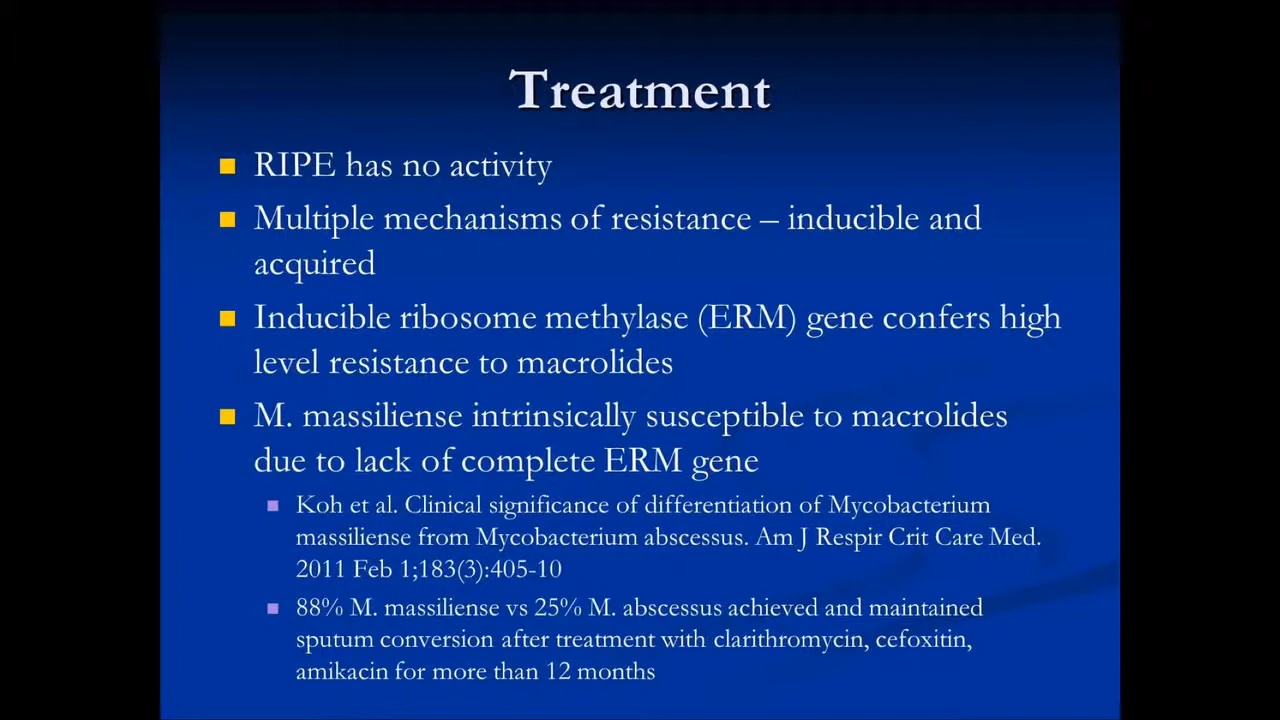 Treatment
RIPE has no activity
Multiple mechanisms of resistance – inducible and
acquired
Inducible ribosome methylase (ERM) gene confers high
level resistance to macrolides
M. massiliense intrinsically susceptible to macrolides
due to lack of complete ERM gene
Koh et al. Clinical significance of differentiation of Mycobacterium
massiliense from Mycobacterium abscessus. Am J Respir Crit Care Med.
2011 Feb 1;183(3):405-10
88% M. massiliense vs 25% M. abscessus achieved and maintained
sputum conversion after treatment with clarithromycin, cefoxitin,
amikacin for more than 12 months